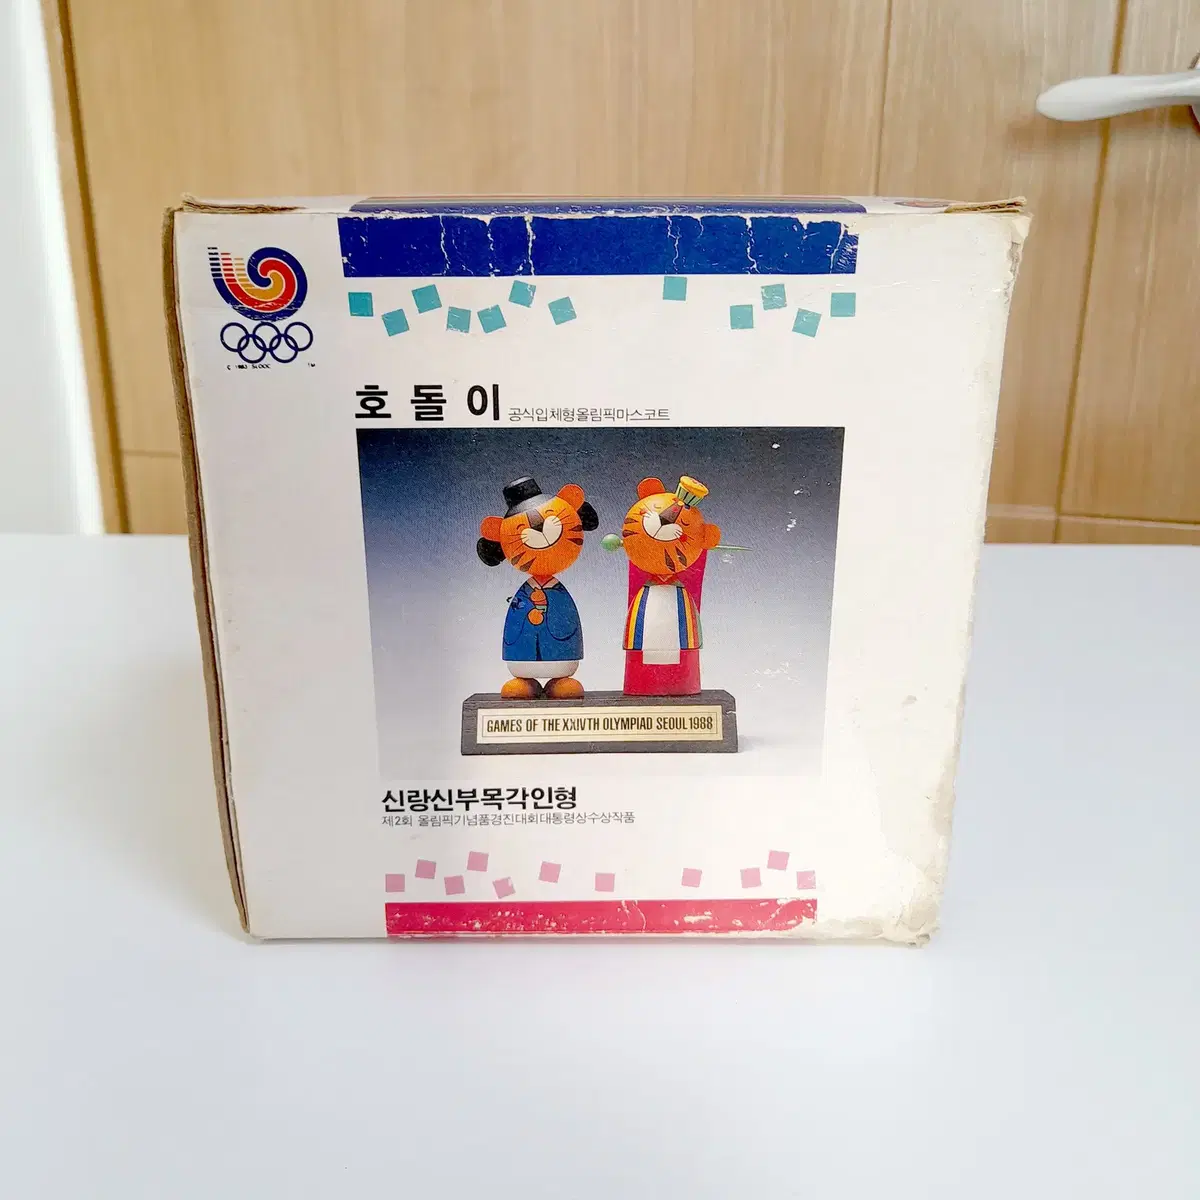 호돌이 공식입체형올림픽마스코트
GAMES OF THE XXIVTH OLYMPIAD SEOUL 1988
신랑신부목각인형
제2회 올림픽기념품경진대회대통령상수상작품